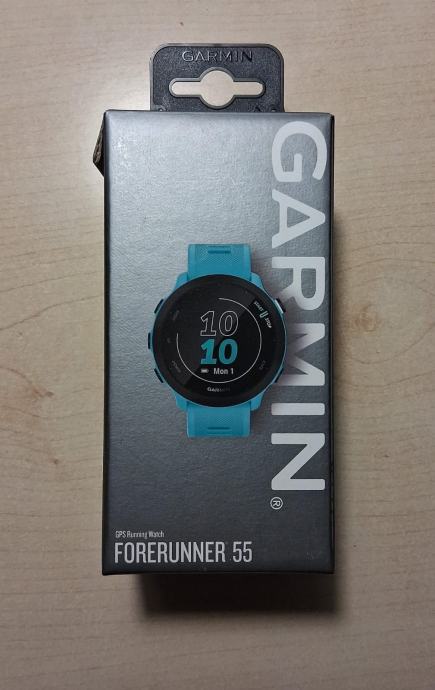 GARMIN
GARMIN®
10
10
Mon 1
GARMIN
GPS Running Watch
FORERUNNER 55